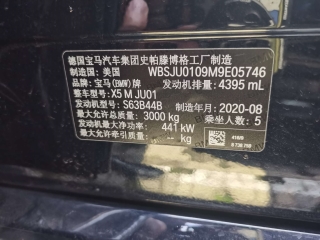 德国宝马汽车集团史帕滕博格工厂制造
制造: 美国 WBSJU0109M9E05746
品牌: 宝马(BMW)牌 发动机排量: 4395 mL
整车型号: X5 M JU01
发动机型号: S63B44B 制造年月: 2020-08
最大允许总质量: 3000 kg 乘坐人数: 5
发动机最大净功率: 441 kW
最大允许牵引质量: -- kg